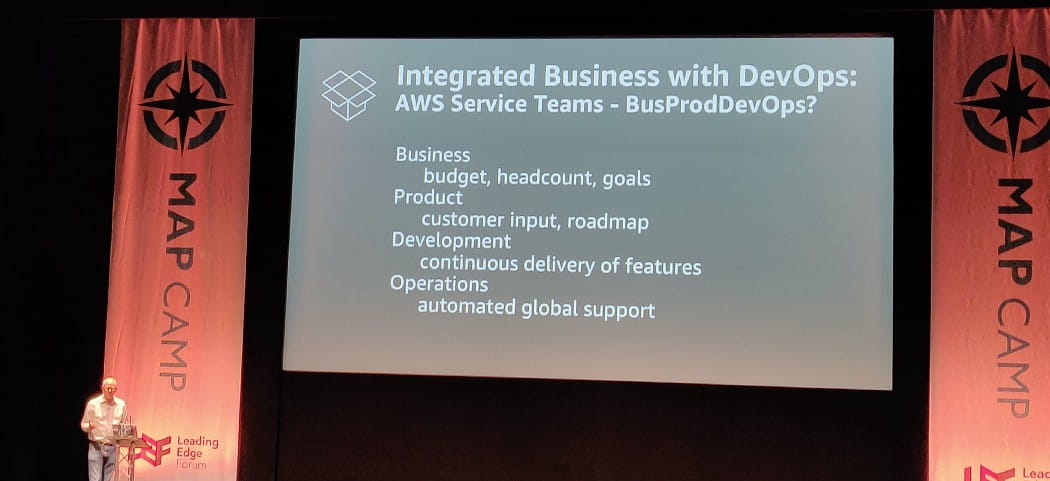 Integrated Business with DevOps:
AWS Service Teams - BusProdDevOps?
Business
budget, headcount, goals
Product
customer input, roadmap
Development
continuous delivery of features
Operations
automated global support
MAP CAMP
Leading
Edge
Forum
MAP CAMP
Leac